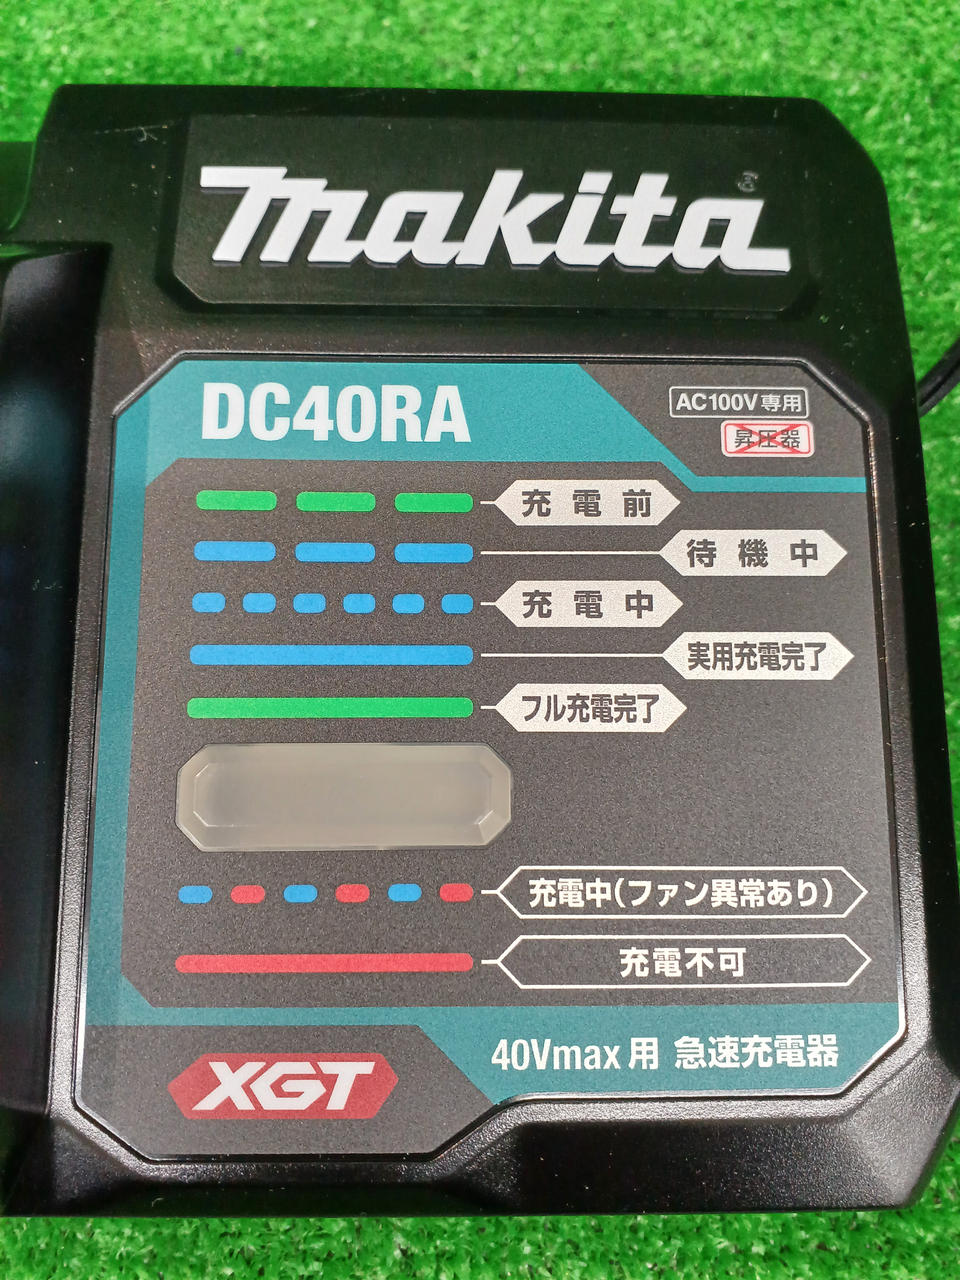 makita
DC40RA
AC100V専用
昇圧器
充電前
待機中
充電中
実用充電完了
フル充電完了
充電中(ファン異常あり)
充電不可
40Vmax用 急速充電器
XGT